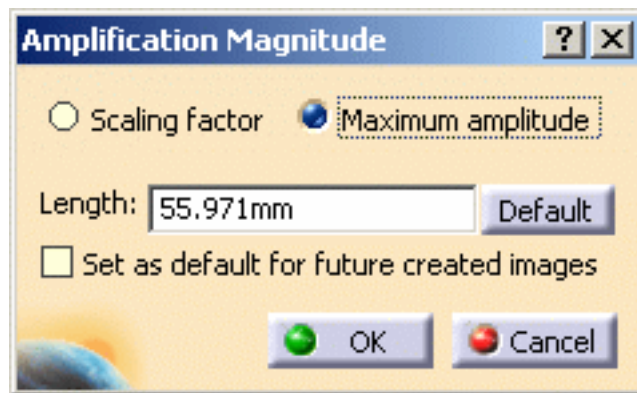 Amplification Magnitude ? X
Scaling factor Maximum amplitude
Length: 55.971mm Default
Set as default for future created images
OK Cancel